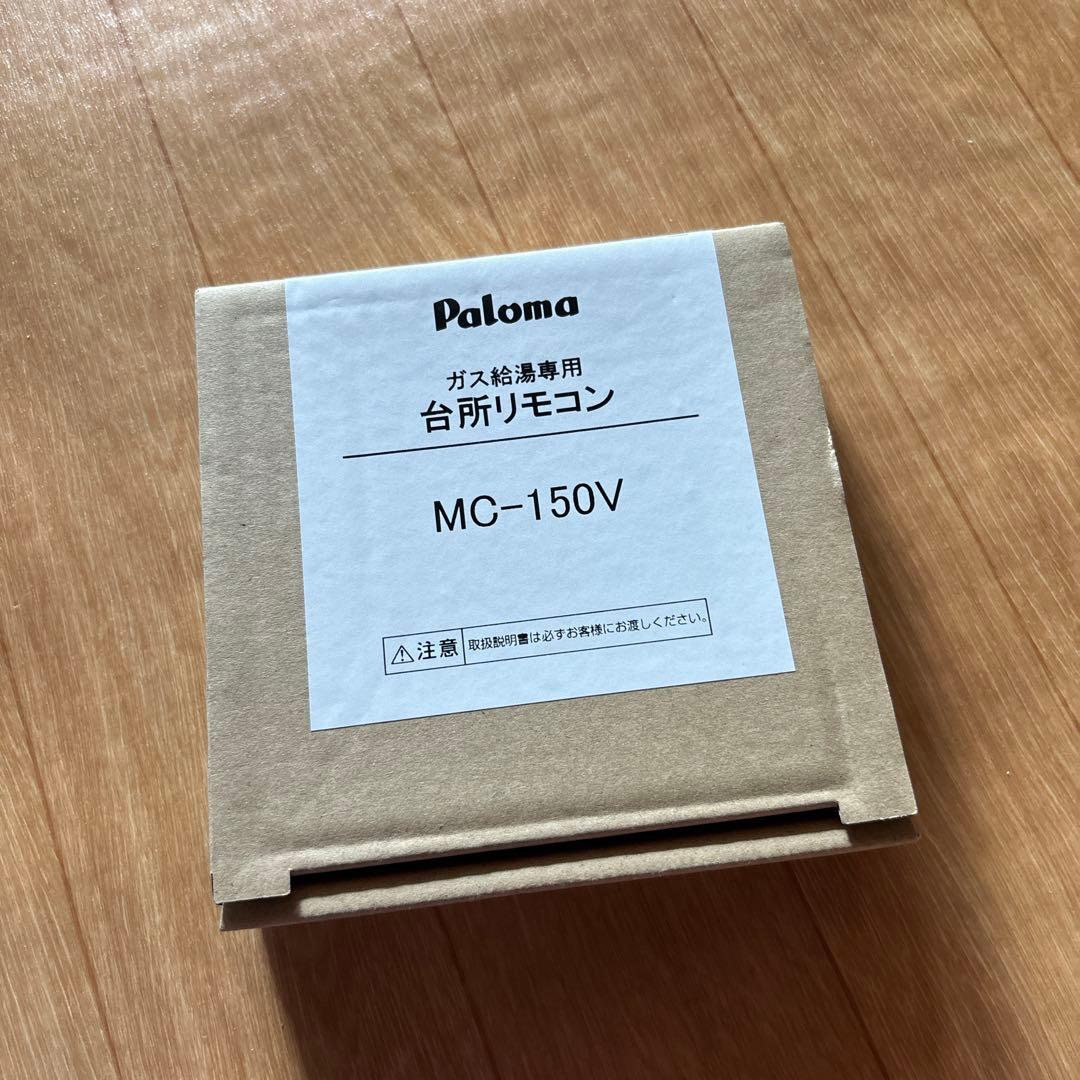 Paloma
ガス給湯専用
台所リモコン
MC-150V
⚠注意 取扱説明書は必ずお客様にお渡しください。